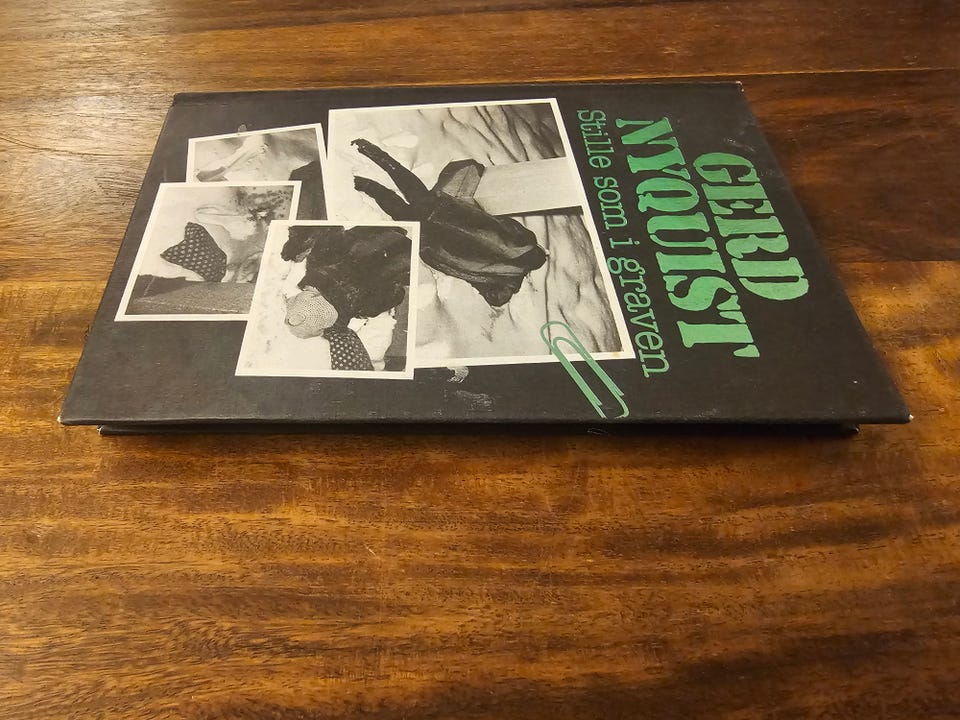 GERD
NYQUIST
Stille som i graven